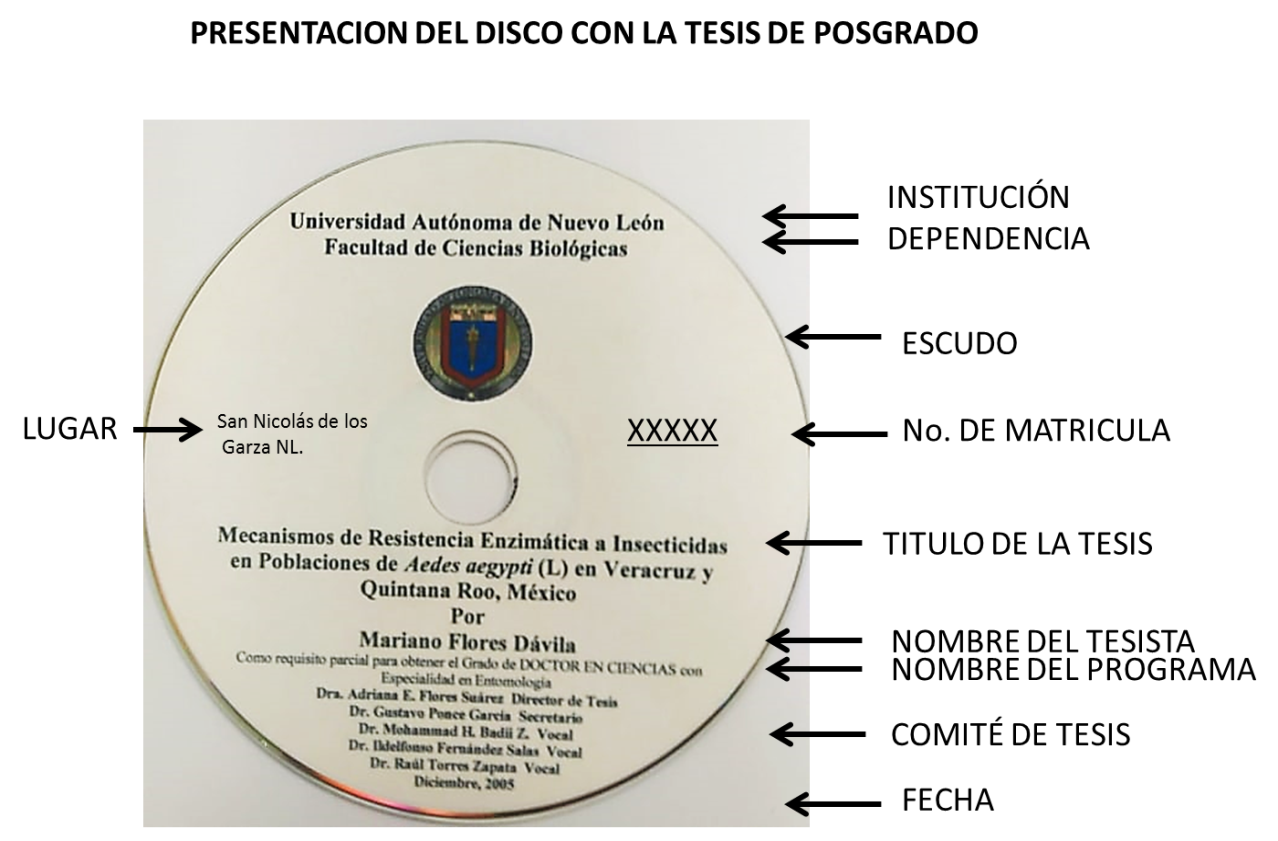 PRESENTACION DEL DISCO CON LA TESIS DE POSGRADO
Universidad Autónoma de Nuevo León
Facultad de Ciencias Biológicas
INSTITUCIÓN
DEPENDENCIA
ESCUDO
LUGAR
San Nicolás de los
Garza NL.
XXXXX
No. DE MATRICULA
Mecanismos de Resistencia Enzimática a Insecticidas
en Poblaciones de Aedes aegypti (L) en Veracruz y
Quintana Roo, México
TITULO DE LA TESIS
Por
Mariano Flores Dávila
NOMBRE DEL TESISTA
Como requisito parcial para obtener el Grado de DOCTOR EN CIENCIAS con
Especialidad en Entomología
NOMBRE DEL PROGRAMA
Dra. Adriana E. Flores Suárez Director de Tesis
Dr. Gustavo Ponce García Secretario
Dr. Mohammad H. Badii Z. Vocal
Dr. Ildelfonso Fernández Salas Vocal
Dr. Raúl Torres Zapata Vocal
COMITÉ DE TESIS
Diciembre, 2005
FECHA